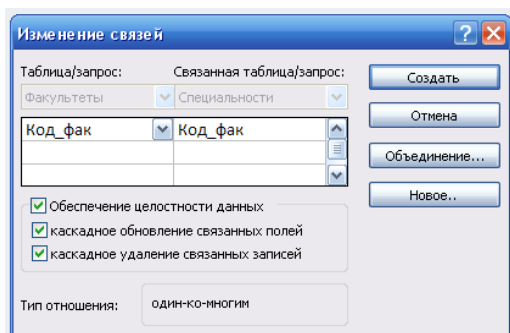 Изменение связей
Таблица/запрос: Связанная таблица/запрос:
Факультеты Специальности
Код_фак Код_фак
Создать
Отмена
Объединение...
Новое..
Обеспечение целостности данных
каскадное обновление связанных полей
каскадное удаление связанных записей
Тип отношения: один-ко-многим